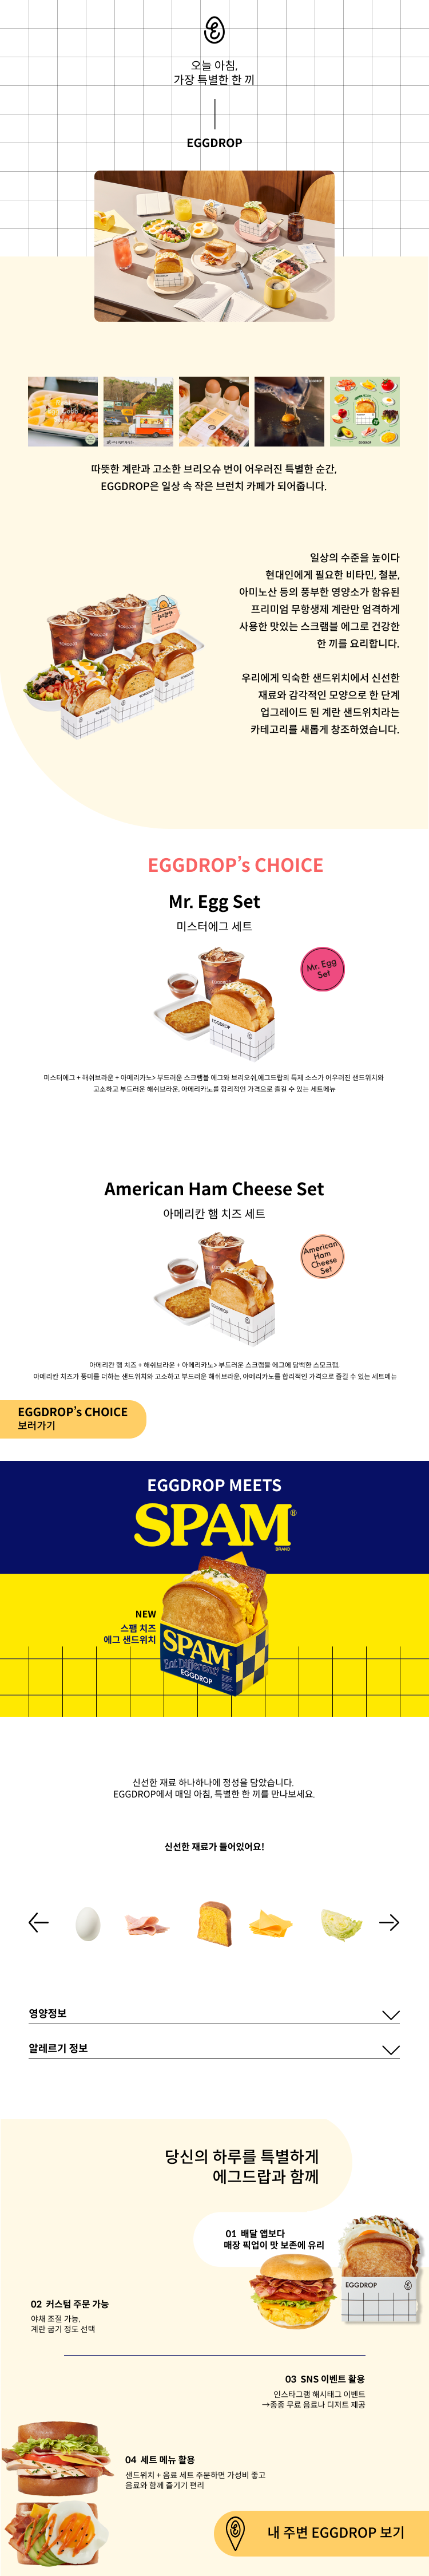 오늘 아침,
가장 특별한 한 끼
EGGDROP
따뜻한 계란과 고소한 브리오슈 번이 어우러진 특별한 순간,
EGGDROP은 일상 속 작은 브런치 카페가 되어줍니다.
일상의 수준을 높이다
현대인에게 필요한 비타민, 철분,
아미노산 등의 풍부한 영양소가 함유된
프리미엄 무항생제 계란만 엄격하게
사용한 맛있는 스크램블 에그로 건강한
한 끼를 요리합니다.
우리에게 익숙한 샌드위치에서 신선한
재료와 감각적인 모양으로 한 단계
업그레이드 된 계란 샌드위치라는
카테고리를 새롭게 창조하였습니다.
EGGDROP's CHOICE
Mr. Egg Set
미스터에그 세트
Mr. Egg
Set
EGGDROP
미스터에그 + 해쉬브라운 + 아메리카노> 부드러운 스크램블 에그와 브리오쉬,에그드랍의 특제 소스가 어우러진 샌드위치와
고소하고 부드러운 해쉬브라운, 아메리카노를 합리적인 가격으로 즐길 수 있는 세트메뉴
American Ham Cheese Set
아메리칸 햄 치즈 세트
American
Ham
Cheese
Set
EGGDROP
아메리칸 햄 치즈 + 해쉬브라운 + 아메리카노> 부드러운 스크램블 에그에 담백한 스모크햄,
아메리칸 치즈가 풍미를 더하는 샌드위치와 고소하고 부드러운 해쉬브라운, 아메리카노를 합리적인 가격으로 즐길 수 있는 세트메뉴
EGGDROP's CHOICE
보러가기
EGGDROP MEETS
SPAM®
BRAND
NEW
스팸 치즈
에그 샌드위치
SPAM
Eat Different!
EGGDROP
신선한 재료 하나하나에 정성을 담았습니다.
EGGDROP에서 매일 아침, 특별한 한 끼를 만나보세요.
신선한 재료가 들어있어요!
영양정보
알레르기 정보
당신의 하루를 특별하게
에그드랍과 함께
01 배달 앱보다
매장 픽업이 맛 보존에 유리
EGGDROP
02 커스텀 주문 가능
야채 조절 가능,
계란 굽기 정도 선택
03 SNS 이벤트 활용
인스타그램 해시태그 이벤트
→종종 무료 음료나 디저트 제공
04 세트 메뉴 활용
샌드위치 + 음료 세트 주문하면 가성비 좋고
음료와 함께 즐기기 편리
내 주변 EGGDROP 보기